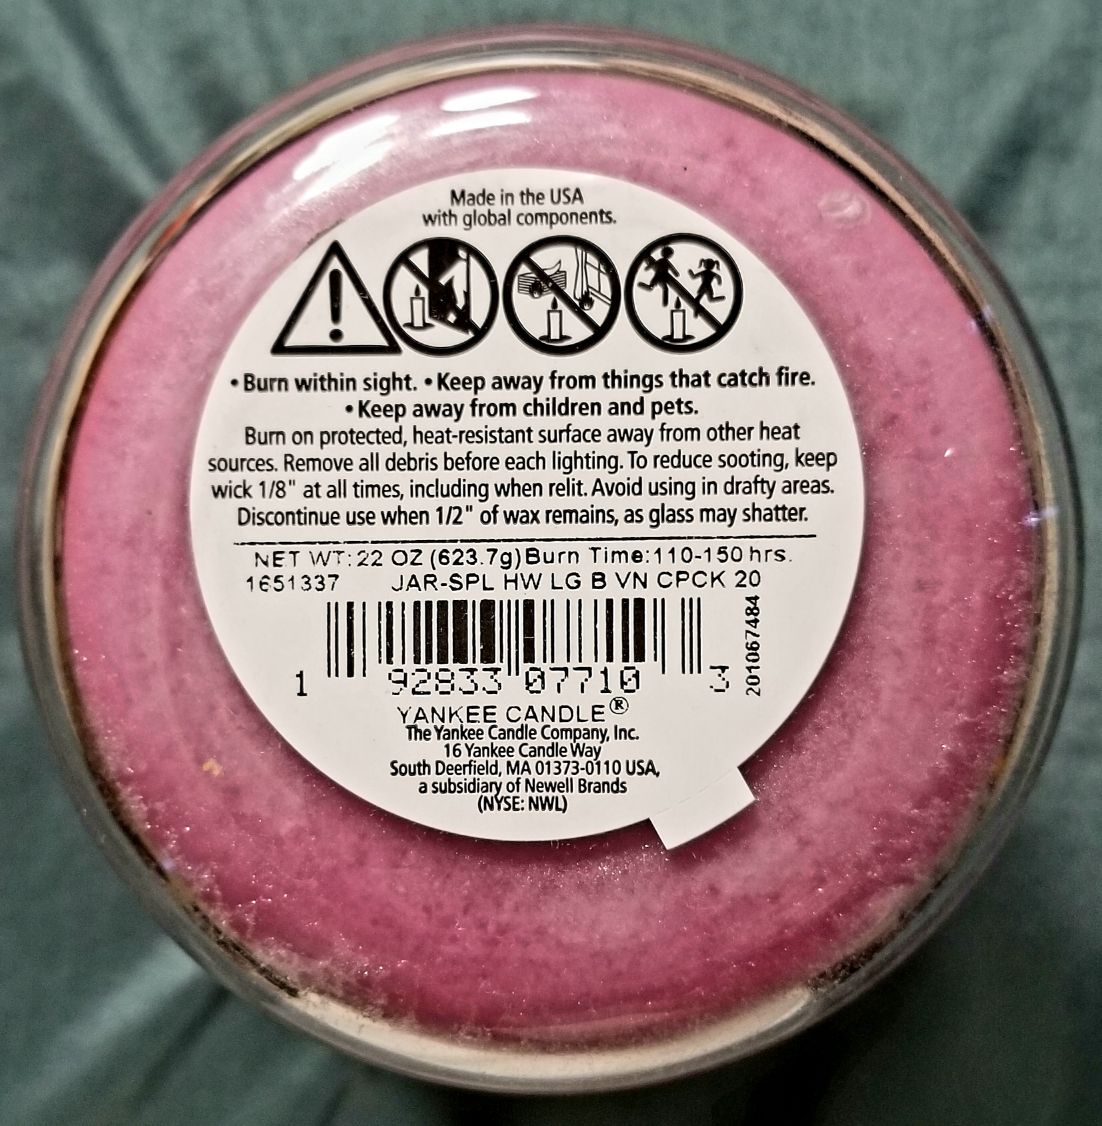 Made in the USA
with global components.
• Burn within sight. • Keep away from things that catch fire.
• Keep away from children and pets.
Burn on protected, heat-resistant surface away from other heat
sources. Remove all debris before each lighting. To reduce sooting, keep
wick 1/8" at all times, including when relit. Avoid using in drafty areas.
Discontinue use when 1/2" of wax remains, as glass may shatter.
NET WT: 22 OZ (623.7g) Burn Time: 110-150 hrs.
1651337 JAR-SPL HW LG B VN CPCK 20
201067484
1 92833 07710 3
YANKEE CANDLE®
The Yankee Candle Company, Inc.
16 Yankee Candle Way
South Deerfield, MA 01373-0110 USA,
a subsidiary of Newell Brands
(NYSE: NWL)